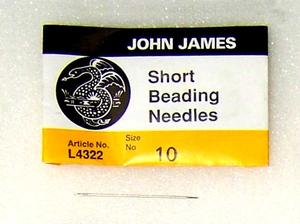 JOHN JAMES
Short
Beading
Needles
Article No.
L4322
Size
No
10